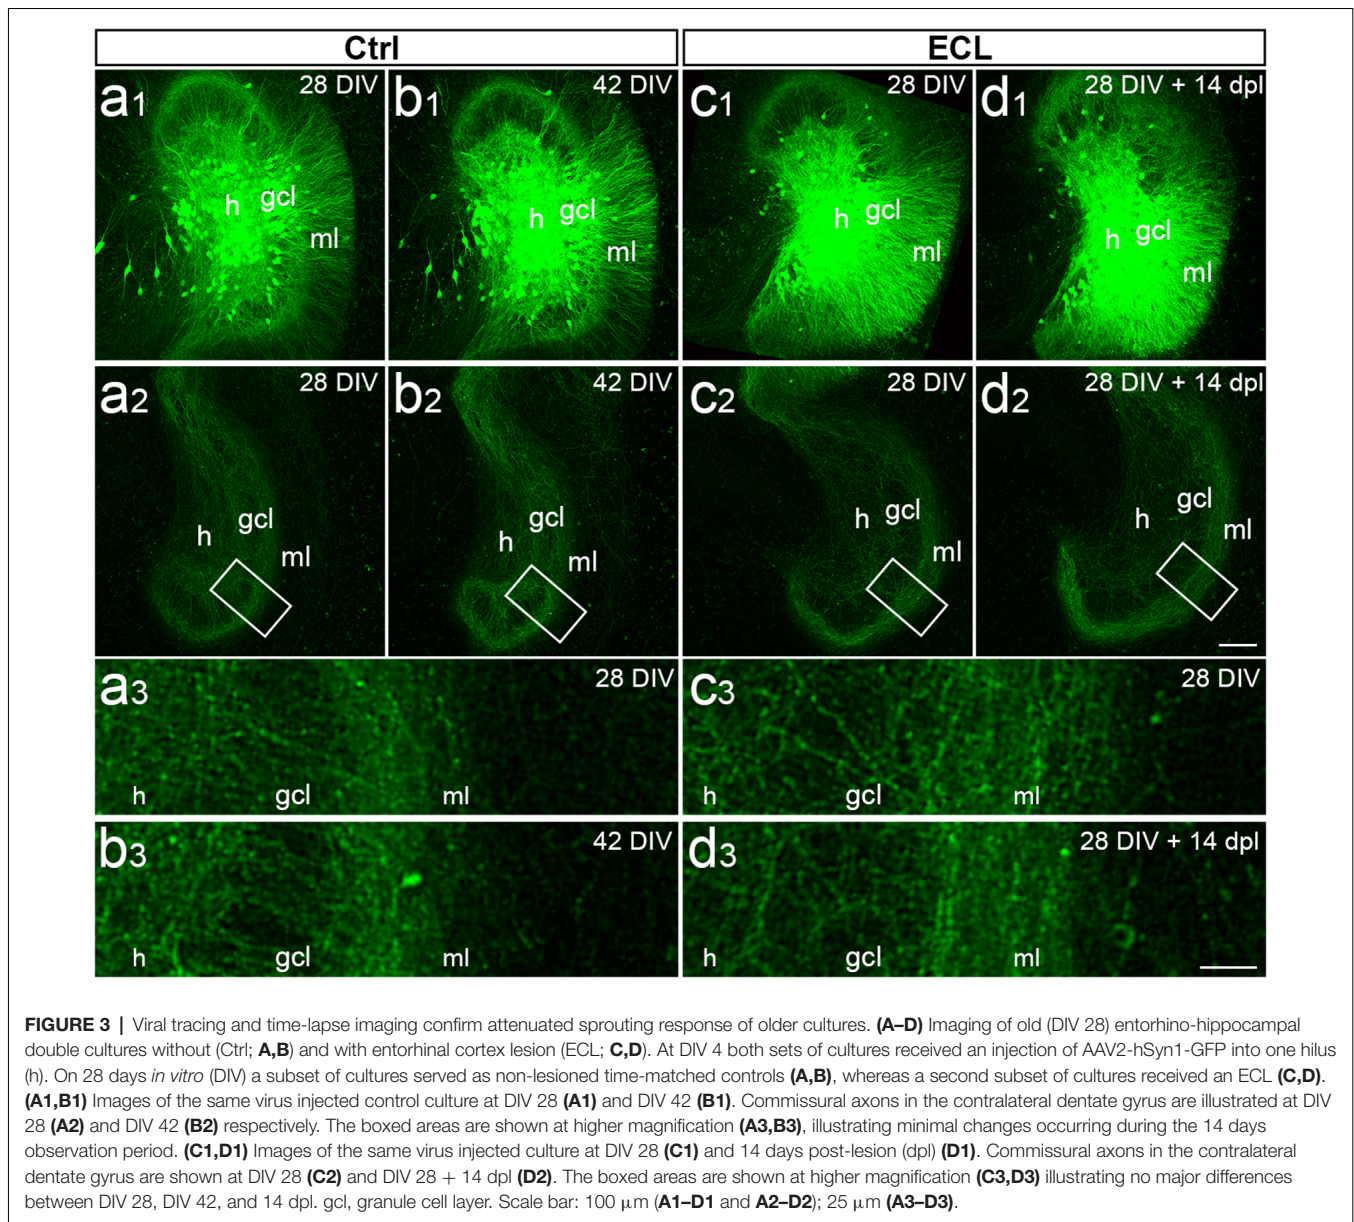 Ctrl
ECL
a1
28 DIV
h
gcl
ml
b1
42 DIV
h
gcl
ml
c1
28 DIV
h
gcl
ml
d1
28 DIV + 14 dpl
h
gcl
ml
a2
28 DIV
h
gcl
ml
b2
42 DIV
h
gcl
ml
c2
28 DIV
h
gcl
ml
d2
28 DIV + 14 dpl
h
gcl
ml
a3
28 DIV
h
gcl
ml
c3
28 DIV
h
gcl
ml
b3
42 DIV
h
gcl
ml
d3
28 DIV + 14 dpl
h
gcl
ml
FIGURE 3 | Viral tracing and time-lapse imaging confirm attenuated sprouting response of older cultures. (A–D) Imaging of old (DIV 28) entorhino-hippocampal
double cultures without (Ctrl; A,B) and with entorhinal cortex lesion (ECL; C,D). At DIV 4 both sets of cultures received an injection of AAV2-hSyn1-GFP into one hilus
(h). On 28 days in vitro (DIV) a subset of cultures served as non-lesioned time-matched controls (A,B), whereas a second subset of cultures received an ECL (C,D).
(A1,B1) Images of the same virus injected control culture at DIV 28 (A1) and DIV 42 (B1). Commissural axons in the contralateral dentate gyrus are illustrated at DIV
28 (A2) and DIV 42 (B2) respectively. The boxed areas are shown at higher magnification (A3,B3), illustrating minimal changes occurring during the 14 days
observation period. (C1,D1) Images of the same virus injected culture at DIV 28 (C1) and 14 days post-lesion (dpl) (D1). Commissural axons in the contralateral
dentate gyrus are shown at DIV 28 (C2) and DIV 28 + 14 dpl (D2). The boxed areas are shown at higher magnification (C3,D3) illustrating no major differences
between DIV 28, DIV 42, and 14 dpl. gcl, granule cell layer. Scale bar: 100 μm (A1–D1 and A2–D2); 25 μm (A3–D3).